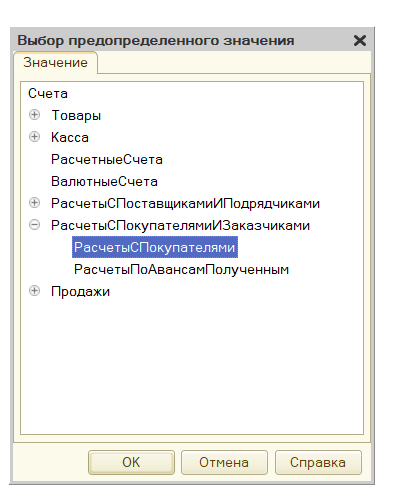 Выбор предопределенного значения
Значение
Счета
Товары
Касса
РасчетныеСчета
ВалютныеСчета
РасчетыСПоставщикамиИПодрядчиками
РасчетыСПокупателямиИЗаказчиками
РасчетыСПокупателями
РасчетыПоАвансамПолученным
Продажи
OK Отмена Справка